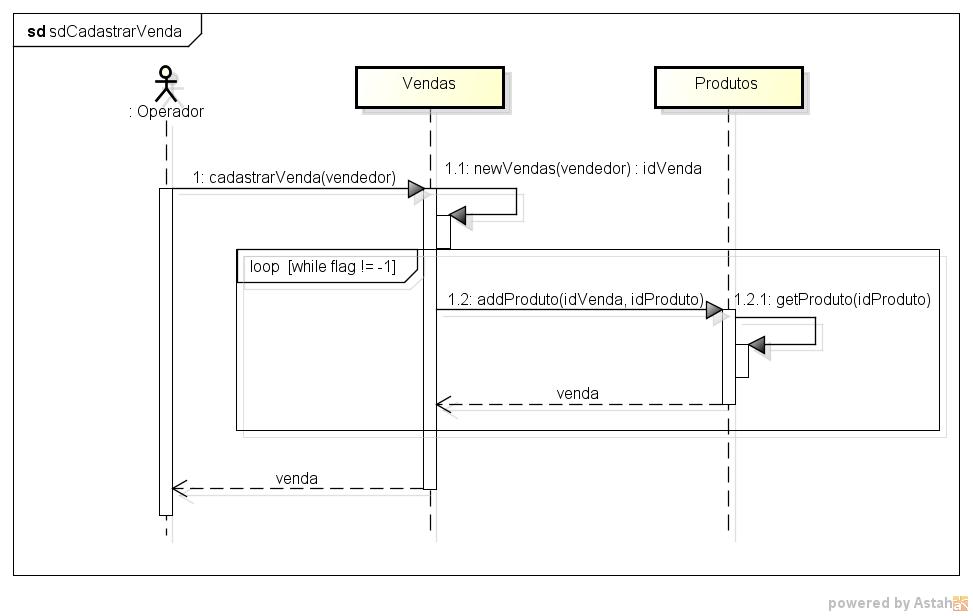 sd sdCadastrarVenda
: Operador
Vendas
Produtos
1: cadastrarVenda(vendedor)
1.1: newVendas(vendedor) : idVenda
loop [while flag != -1]
1.2: addProduto(idVenda, idProduto)
1.2.1: getProduto(idProduto)
venda
venda
powered by Astah